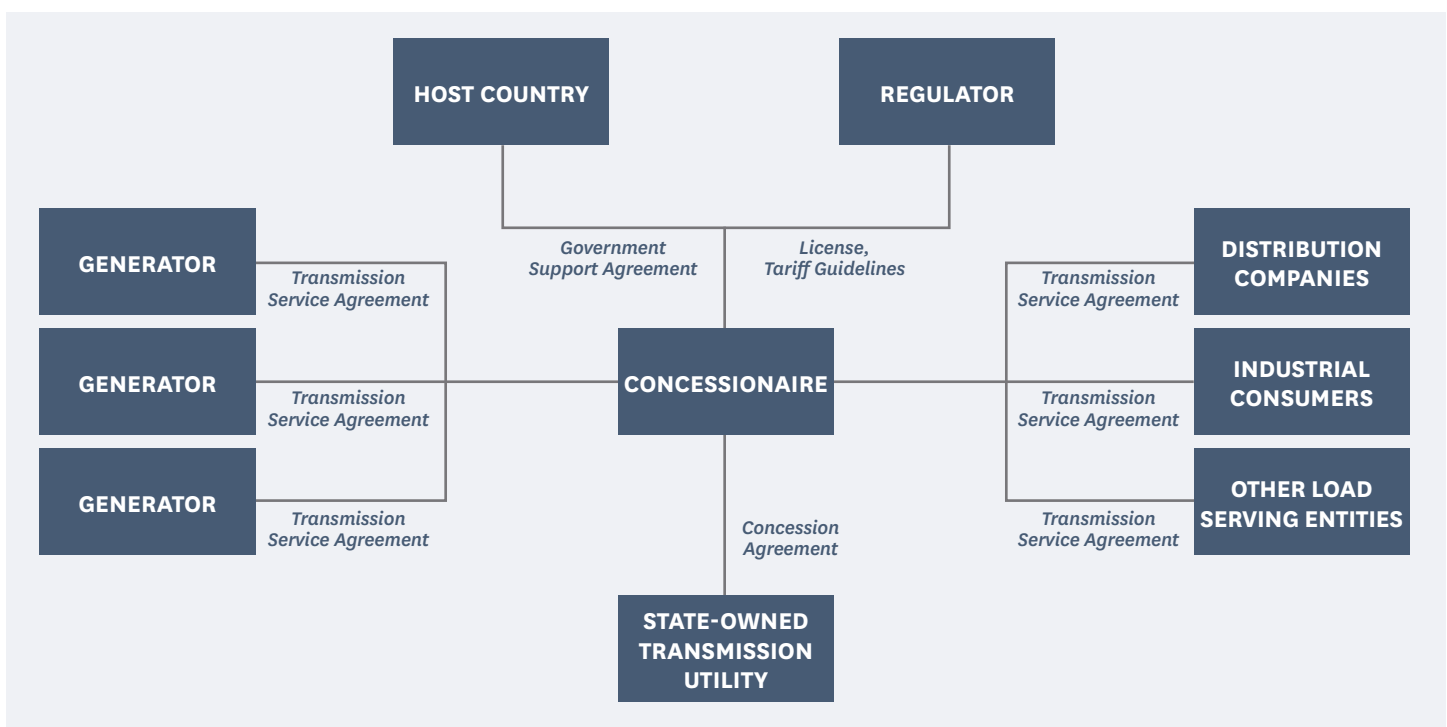 HOST COUNTRY
REGULATOR
Government
Support Agreement
License,
Tariff Guidelines
GENERATOR
Transmission
Service Agreement
GENERATOR
Transmission
Service Agreement
GENERATOR
Transmission
Service Agreement
CONCESSIONAIRE
Transmission
Service Agreement
DISTRIBUTION
COMPANIES
Transmission
Service Agreement
INDUSTRIAL
CONSUMERS
Transmission
Service Agreement
OTHER LOAD
SERVING ENTITIES
Concession
Agreement
STATE-OWNED
TRANSMISSION
UTILITY